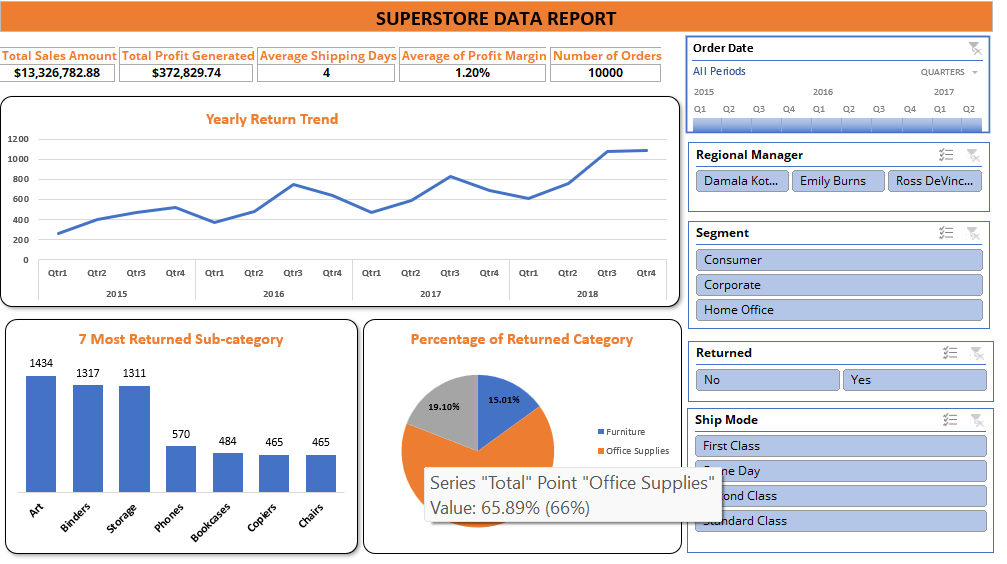 SUPERSTORE DATA REPORT
Total Sales Amount
$13,326,782.88
Total Profit Generated
$372,829.74
Average Shipping Days
4
Average of Profit Margin
1.20%
Number of Orders
10000
Yearly Return Trend
1200
1000
800
600
400
200
0
Qtr1 Qtr2 Qtr3 Qtr4 Qtr1 Qtr2 Qtr3 Qtr4 Qtr1 Qtr2 Qtr3 Qtr4 Qtr1 Qtr2 Qtr3 Qtr4
2015 2016 2017 2018
7 Most Returned Sub-category
1434 1317 1311 570 484 465 465
Art Binders Storage Phones Bookcases Copiers Chairs
Percentage of Returned Category
19.10% 15.01%
Furniture
Office Supplies
Series "Total" Point "Office Supplies"
Value: 65.89% (66%)
Order Date
All Periods QUARTERS
2015 2016 2017
Q1 Q2 Q3 Q4 Q1 Q2 Q3 Q4 Q1 Q2
Regional Manager
Damala Kot... Emily Burns Ross DeVinc...
Segment
Consumer
Corporate
Home Office
Returned
No Yes
Ship Mode
First Class
Day
Class
Standard Class